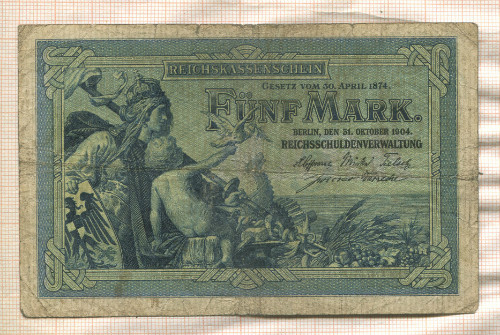 REICHSKASSENSCHEIN
GESETZ VOM 30. APRIL 1874.
FÜNF MARK.
BERLIN, DEN 31. OKTOBER 1904.
REICHSSCHULDENVERWALTUNG